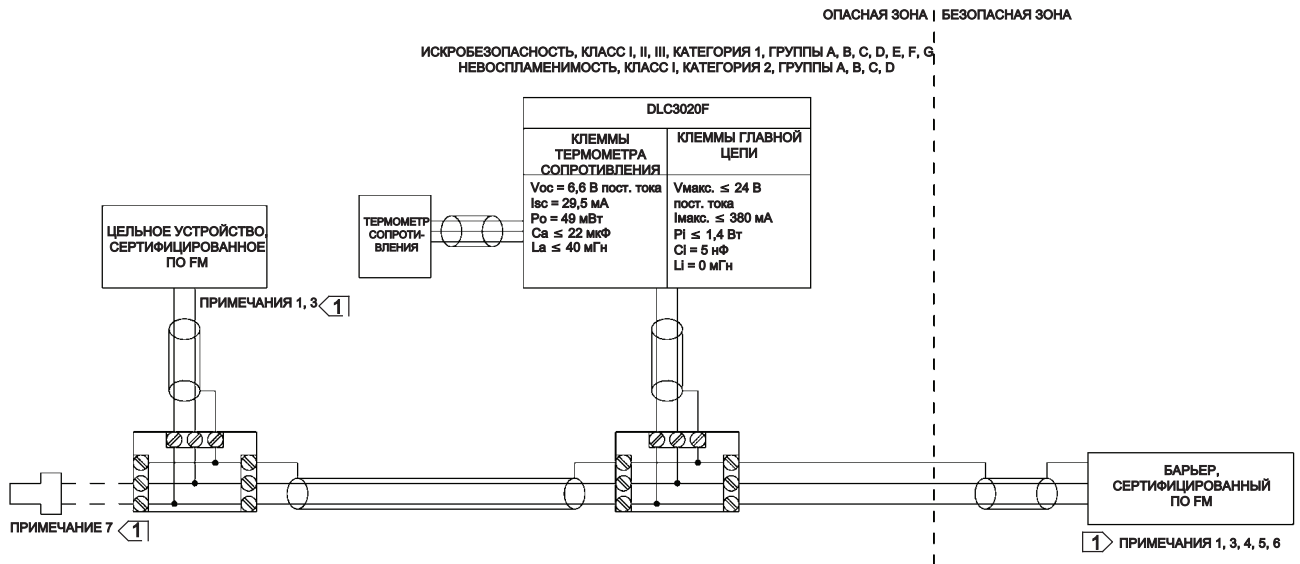 ОПАСНАЯ ЗОНА
БЕЗОПАСНАЯ ЗОНА
ИСКРОБЕЗОПАСНОСТЬ, КЛАСС I, II, III, КАТЕГОРИЯ 1, ГРУППЫ A, B, C, D, E, F, G
НЕВОСПЛАМЕНИМОСТЬ, КЛАСС I, КАТЕГОРИЯ 2, ГРУППЫ A, B, C, D
DLC3020F
КЛЕММЫ
ТЕРМОМЕТРА
СОПРОТИВЛЕНИЯ
КЛЕММЫ ГЛАВНОЙ
ЦЕПИ
Voc = 6,6 В пост. тока
Isc = 29,5 мА
Po = 49 мВт
Ca ≤ 22 мкФ
La ≤ 40 мГн
Vмакс. ≤ 24 В
пост. тока
Iмакс. ≤ 380 мА
Pi ≤ 1,4 Вт
Ci = 5 нФ
Li = 0 мГн
ТЕРМОМЕТР
СОПРОТИ-
ВЛЕНИЯ
ЦЕЛЬНОЕ УСТРОЙСТВО,
СЕРТИФИЦИРОВАННОЕ
ПО FM
ПРИМЕЧАНИЯ 1, 3 1
БАРЬЕР,
СЕРТИФИЦИРОВАННЫЙ
ПО FM
ПРИМЕЧАНИЕ 7 1
1 ПРИМЕЧАНИЯ 1, 3, 4, 5, 6